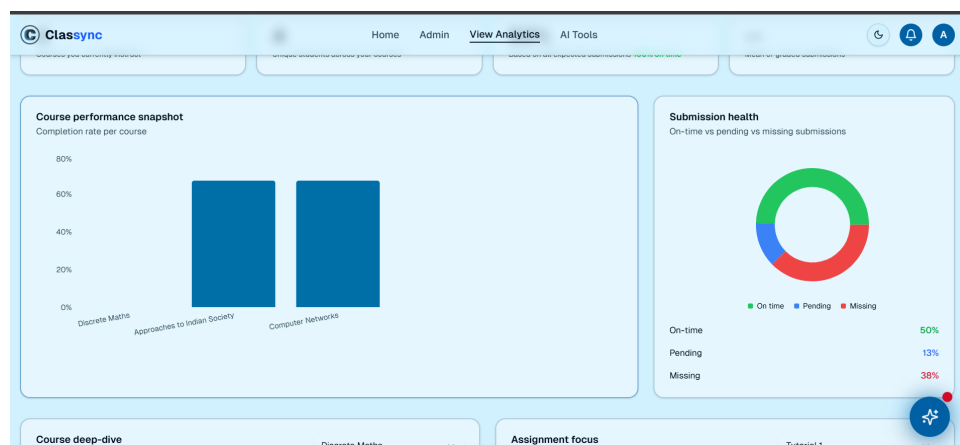 Classync
Home Admin View Analytics AI Tools
A
Courses you currently instruct
Unique students across your courses
Based on all expected submissions 100% on time
Mean of graded submissions
Course performance snapshot
Completion rate per course
80%
60%
40%
20%
0%
Discrete Maths
Approaches to Indian Society
Computer Networks
Submission health
On-time vs pending vs missing submissions
On time Pending Missing
On-time 50%
Pending 13%
Missing 38%
Course deep-dive
Discrete Maths
Assignment focus
Tutorial 1